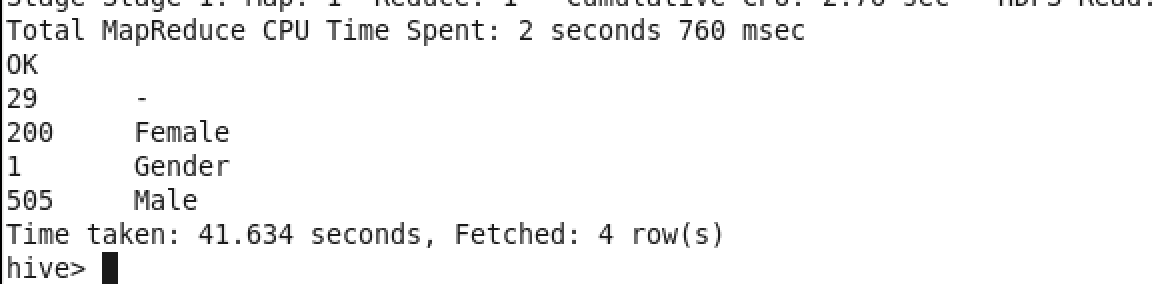 Total MapReduce CPU Time Spent: 2 seconds 760 msec
OK
29 -
200 Female
1 Gender
505 Male
Time taken: 41.634 seconds, Fetched: 4 row(s)
hive>